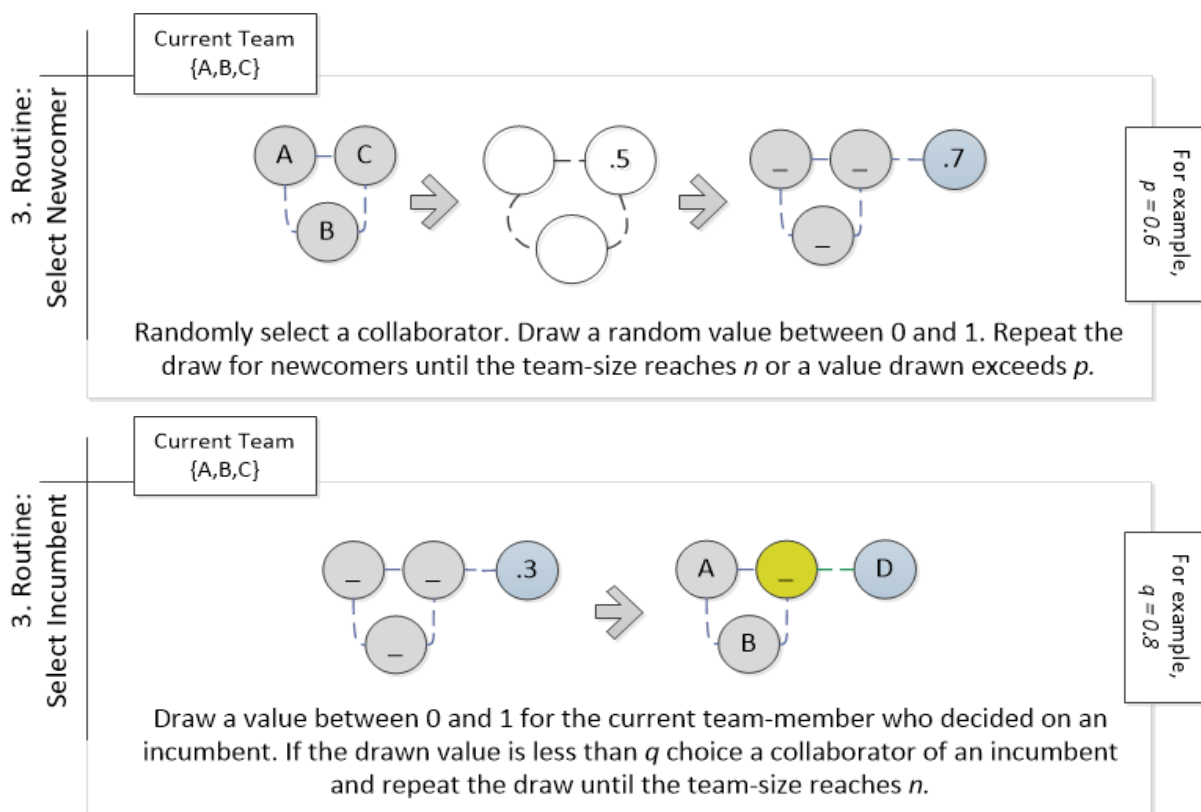 Current Team
{A,B,C}
3. Routine:
Select Newcomer
A
C
B
.5
_
_
.7
_
For example,
p = 0.6
Randomly select a collaborator. Draw a random value between 0 and 1. Repeat the
draw for newcomers until the team-size reaches n or a value drawn exceeds p.
Current Team
{A,B,C}
3. Routine:
Select Incumbent
_
_
.3
_
A
_
D
B
For example,
q = 0.8
Draw a value between 0 and 1 for the current team-member who decided on an
incumbent. If the drawn value is less than q choice a collaborator of an incumbent
and repeat the draw until the team-size reaches n.